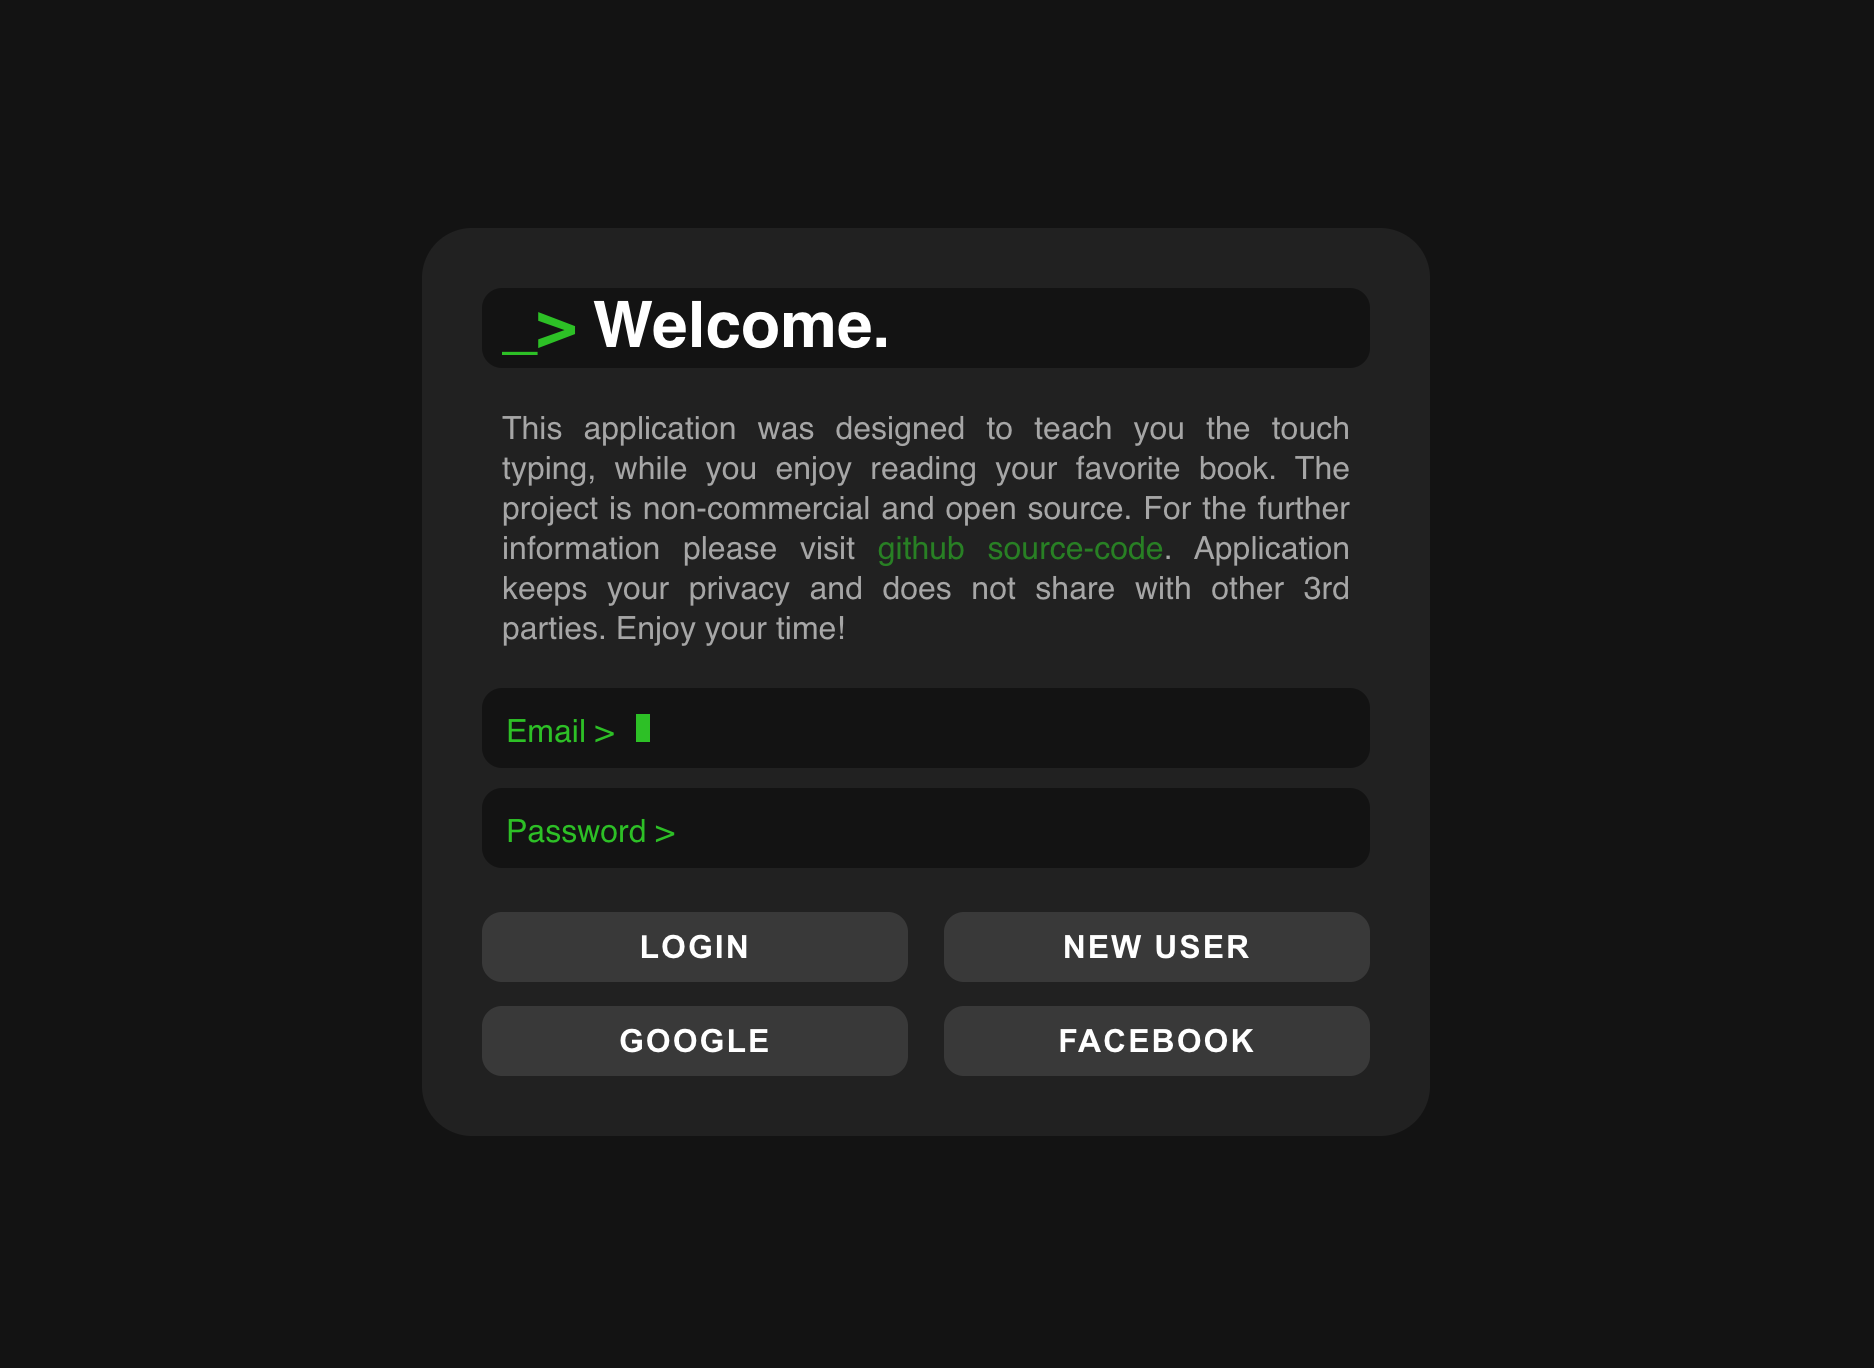 _> Welcome.
This application was designed to teach you the touch
typing, while you enjoy reading your favorite book. The
project is non-commercial and open source. For the further
information please visit github source-code. Application
keeps your privacy and does not share with other 3rd
parties. Enjoy your time!
Email >
Password >
LOGIN NEW USER
GOOGLE FACEBOOK